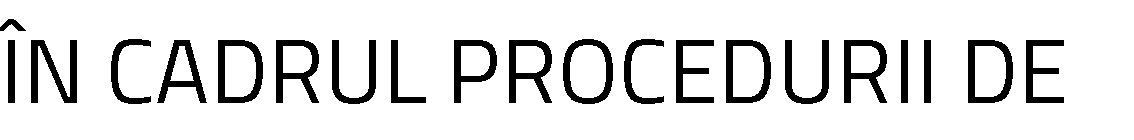 ÎN CADRUL PROCEDURII DE